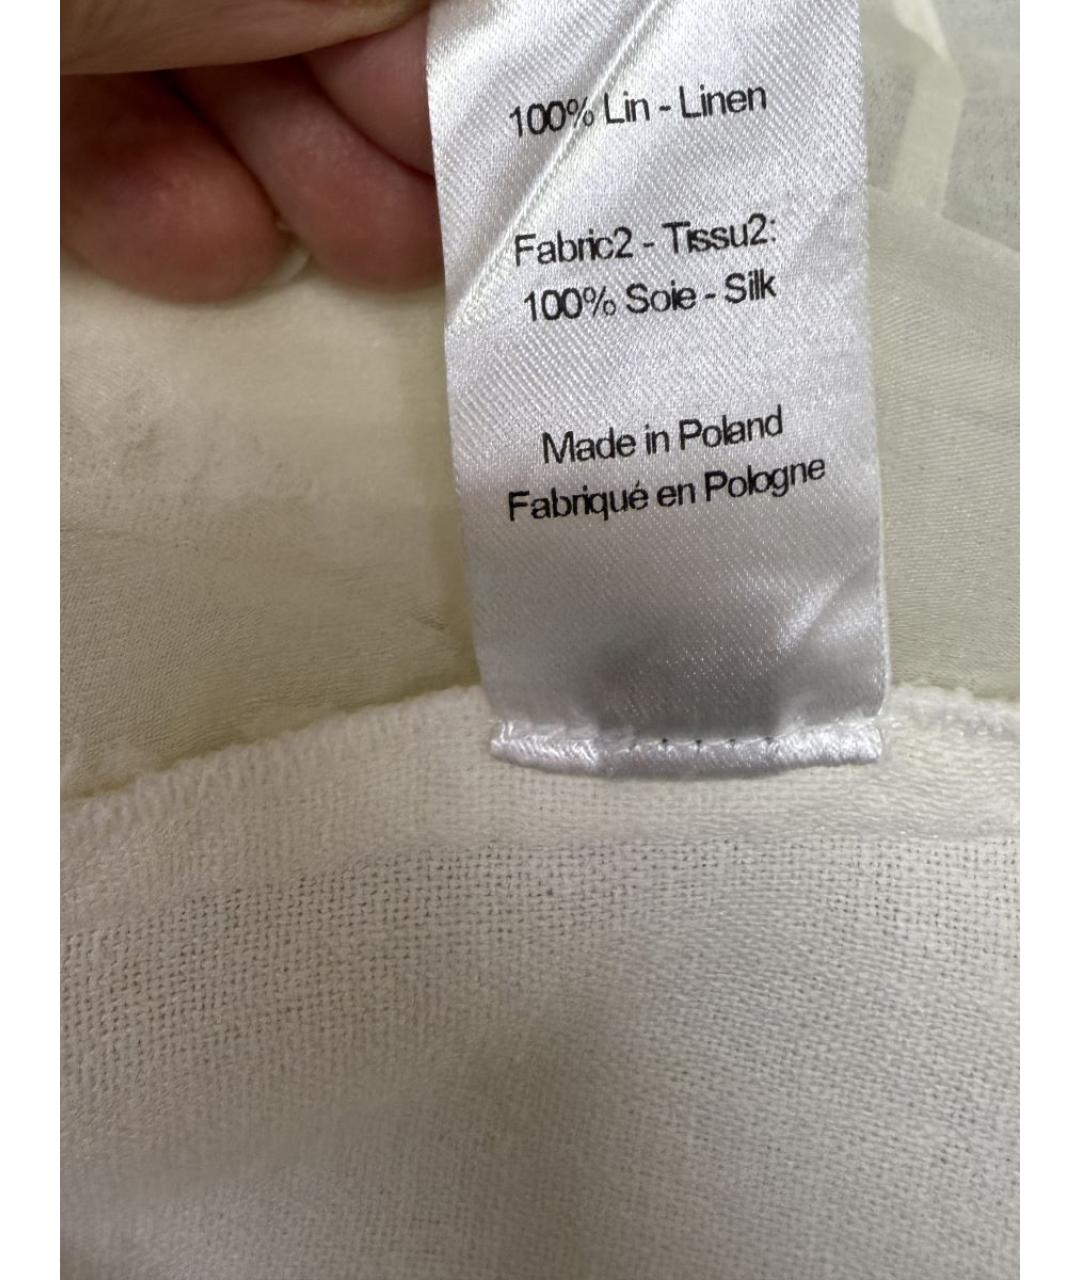 100% Lin - Linen
Fabric2 - Tissu2:
100% Soie - Silk
Made in Poland
Fabriqué en Pologne